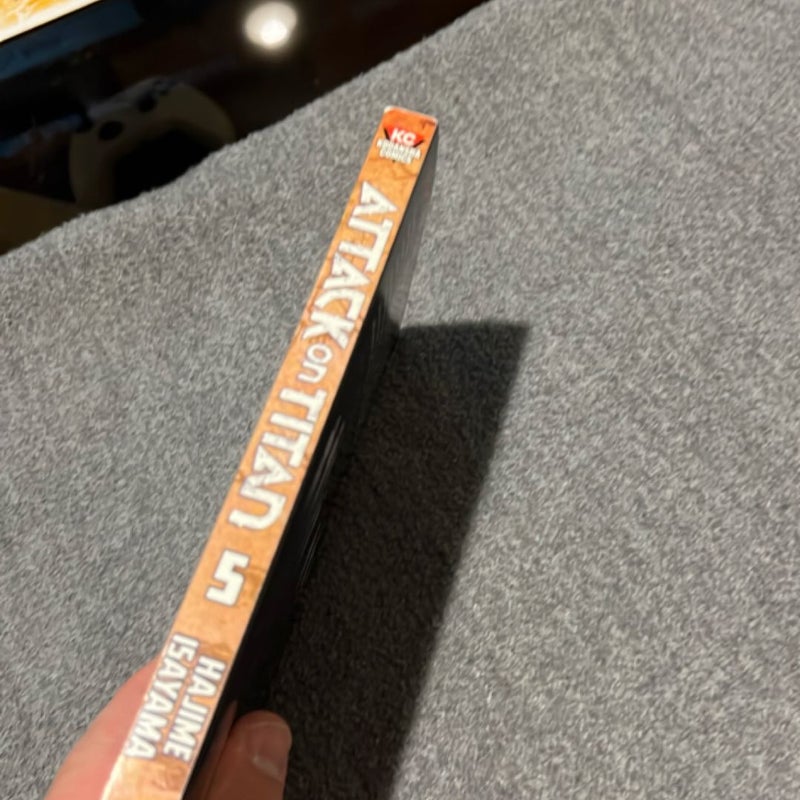 KC
KODANSHA
COMICS
ATTACK on TITAN 5
HAJIME
ISAYAMA